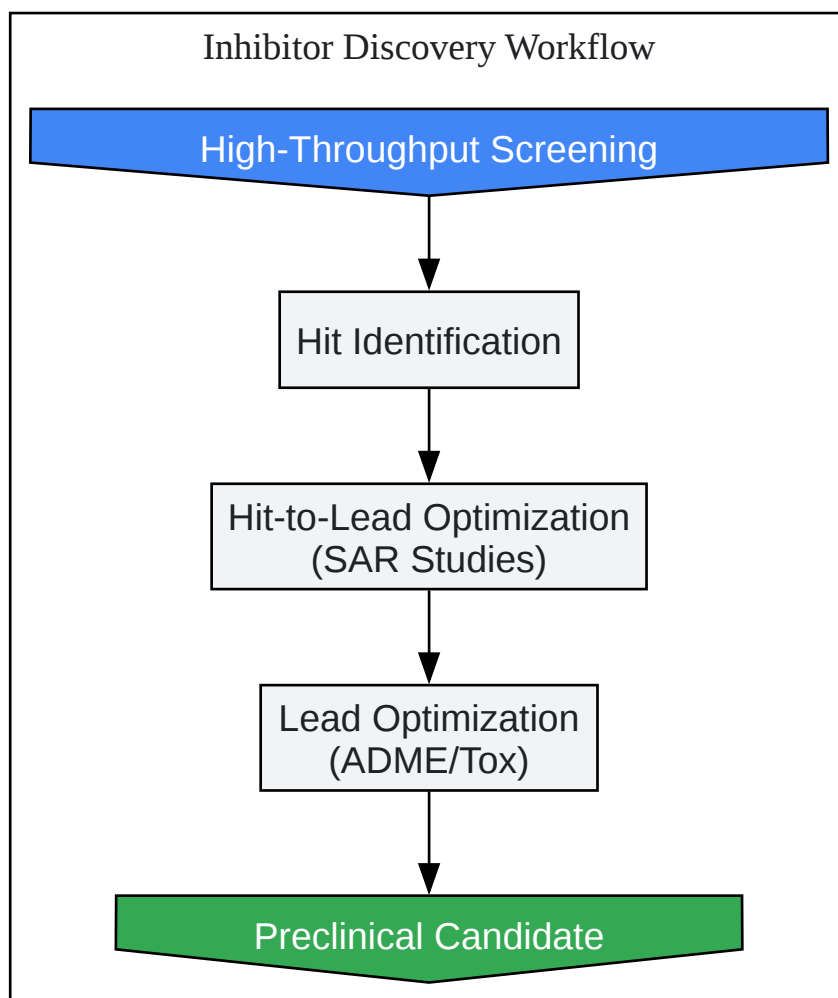 Inhibitor Discovery Workflow
High-Throughput Screening
Hit Identification
Hit-to-Lead Optimization
(SAR Studies)
Lead Optimization
(ADME/Tox)
Preclinical Candidate